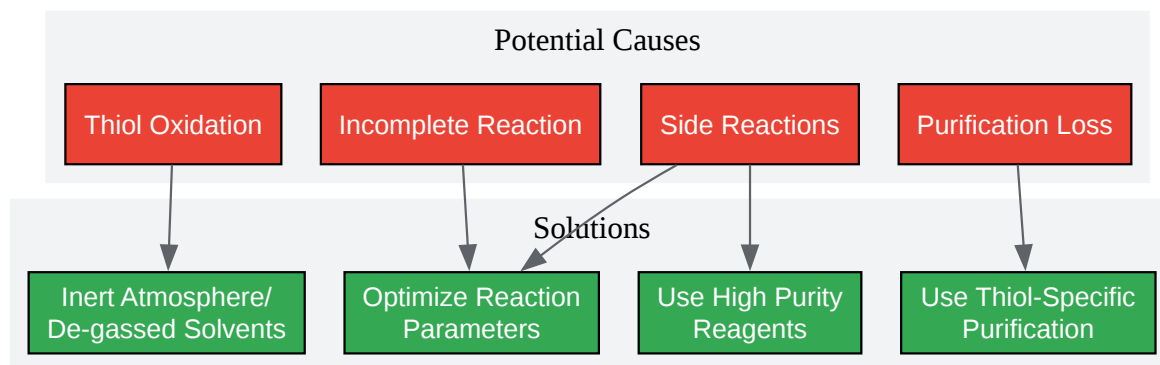 Potential Causes
Thiol Oxidation
Incomplete Reaction
Side Reactions
Purification Loss
Solutions
Inert Atmosphere/
De-gassed Solvents
Optimize Reaction
Parameters
Use High Purity
Reagents
Use Thiol-Specific
Purification